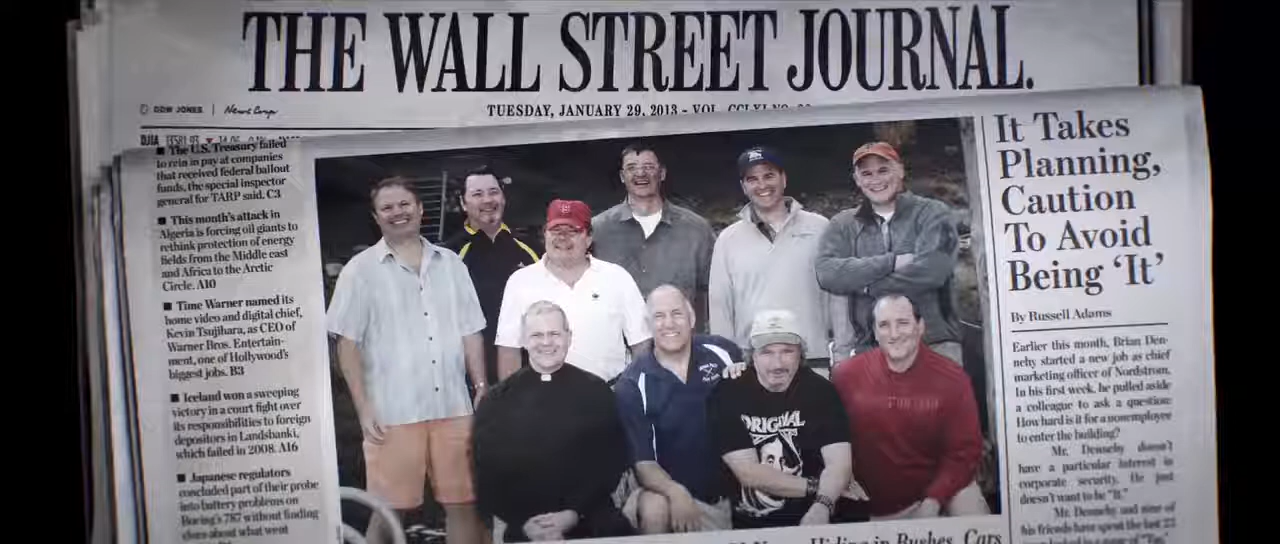 THE WALL STREET JOURNAL.
DOW JONES | News Corp
TUESDAY, JANUARY 29, 2013 - VOL.
DJIA
■ The U.S. Treasury failed
to rein in pay at companies
that received federal bailout
funds, the special inspector
general for TARP said. C3
■ This month's attack in
Algeria is forcing oil giants to
rethink protection of energy
fields from the Middle east
and Africa to the Arctic
Circle. A10
■ Time Warner named its
home video and digital chief,
Kevin Tsujihara, as CEO of
Warner Bros. Entertain-
ment, one of Hollywood's
biggest jobs. B3
■ Iceland won a sweeping
victory in a court fight over
its responsibilities to foreign
depositors in Landsbanki,
which failed in 2008. A16
■ Japanese regulators
concluded part of their probe
into battery problems on
Boeing's 787 without finding
clues about what went
ORIGINAL
Hiding in Bushes, Cars
It Takes
Planning,
Caution
To Avoid
Being 'It'
By Russell Adams
Earlier this month, Brian Den-
nehy started a new job as chief
marketing officer of Nordstrom.
In his first week, he pulled aside
a colleague to ask a question:
How hard is it for a nonemployee
to enter the building?
Mr. Dennehy doesn't
have a particular interest in
corporate security. He just
doesn't want to be "It."
Mr. Dennehy and nine of
his friends have spent the last 23